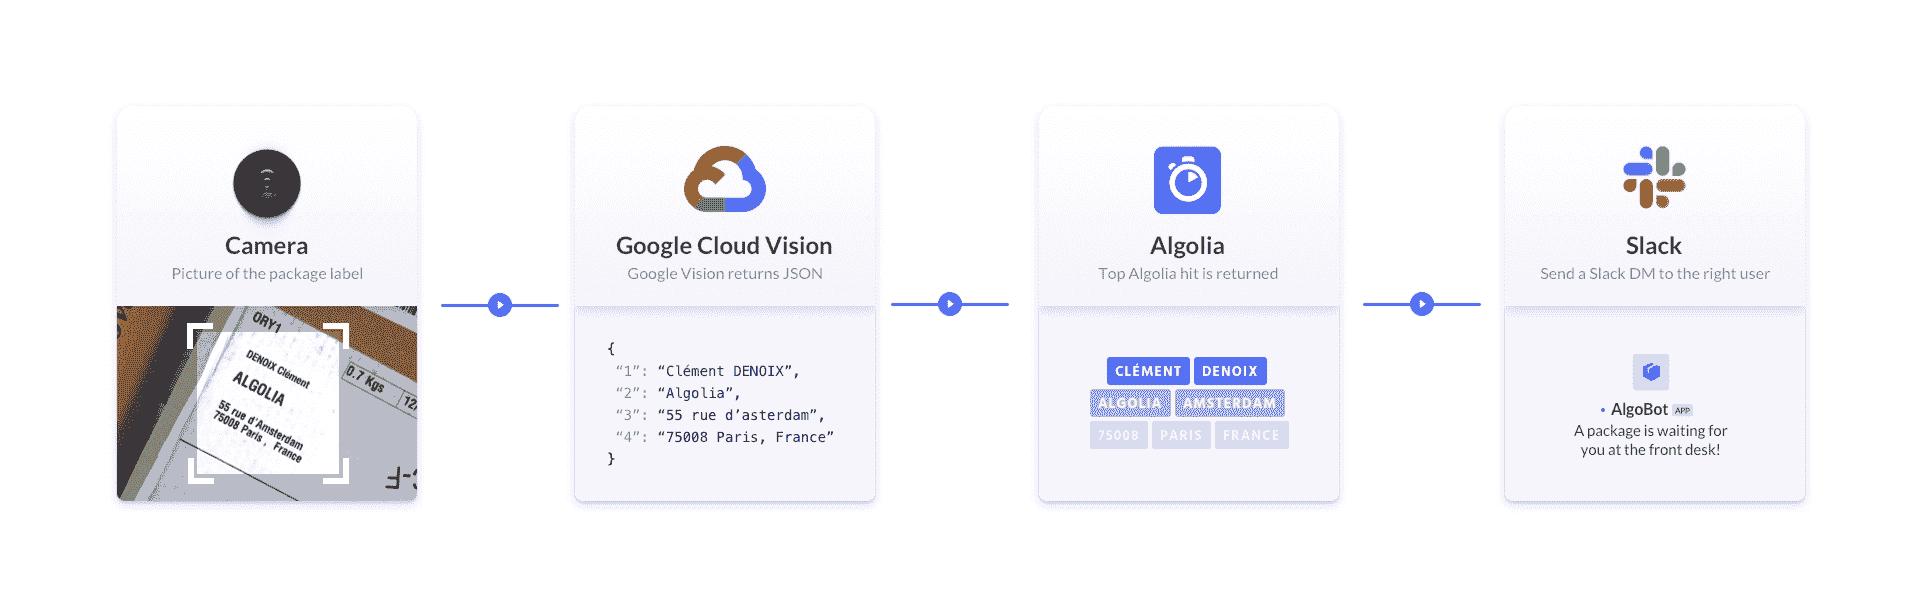 Camera
Picture of the package label
ORY1
DENOIX Clément
ALGOLIA
55 rue d'Amsterdam
75008 Paris, France
0.7 Kgs
12/
C-F
Google Cloud Vision
Google Vision returns JSON
{
“1”: “Clément DENOIX”,
“2”: “Algolia”,
“3”: “55 rue d’asterdam”,
“4”: “75008 Paris, France”
}
Algolia
Top Algolia hit is returned
CLÉMENT DENOIX
ALGOLIA AMSTERDAM
75008 PARIS FRANCE
Slack
Send a Slack DM to the right user
• AlgoBot APP
A package is waiting for
you at the front desk!